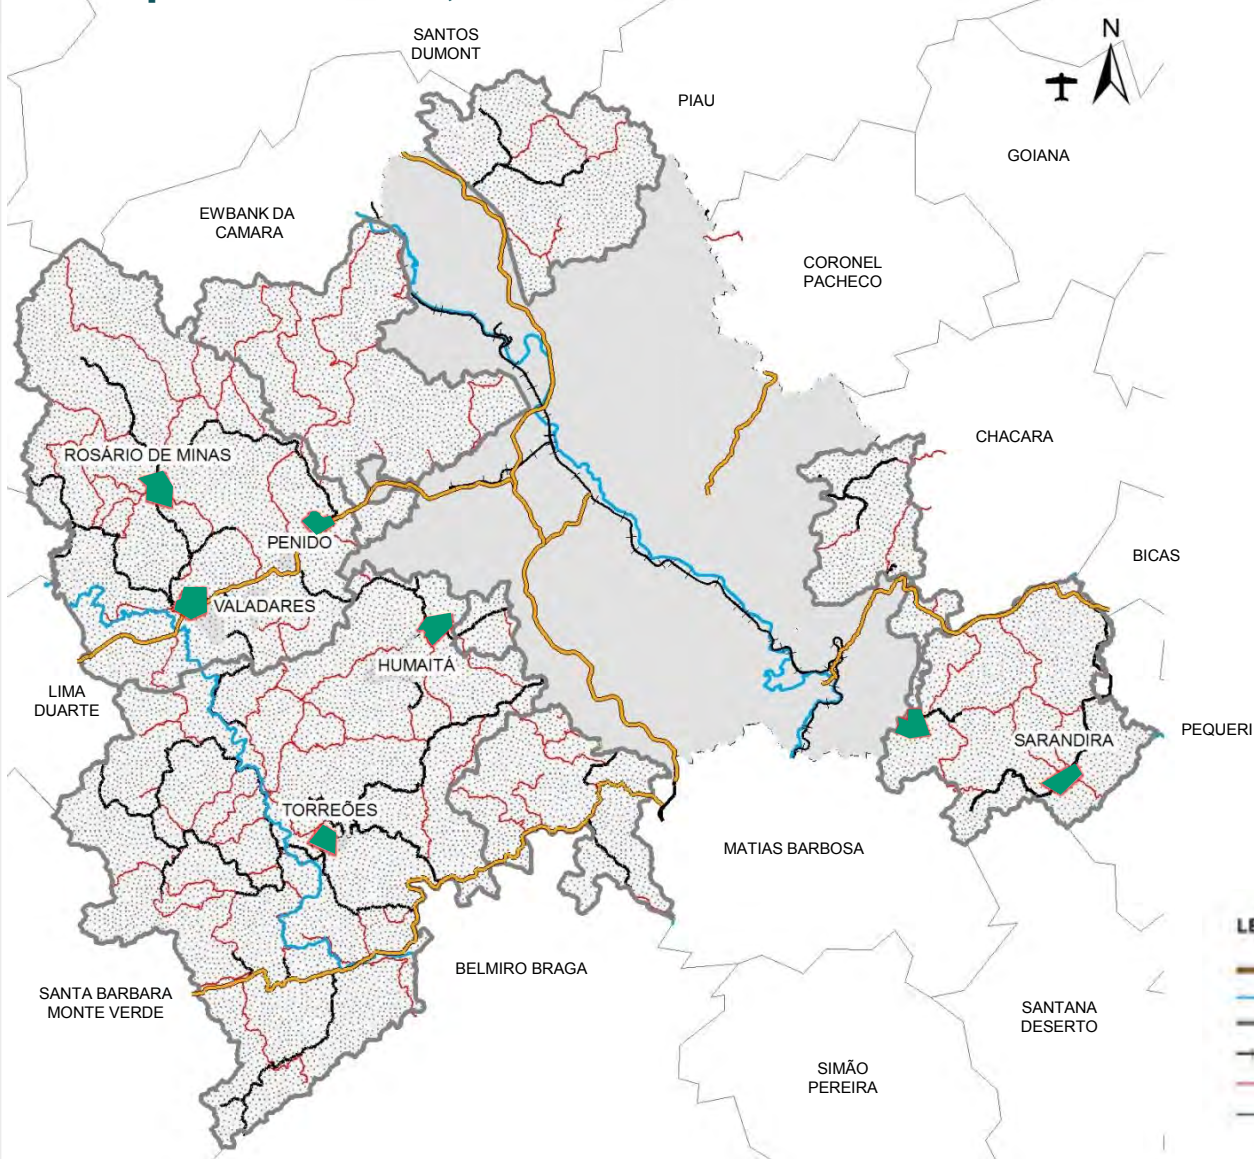 SANTOS
DUMONT
N
PIAU
GOIANA
EWBANK DA
CAMARA
CORONEL
PACHECO
CHACARA
ROSÁRIO DE MINAS
PENIDO
BICAS
VALADARES
HUMAITÁ
LIMA
DUARTE
PEQUERI
SARANDIRA
TORREÕES
MATIAS BARBOSA
LE
BELMIRO BRAGA
SANTA BARBARA
MONTE VERDE
SANTANA
DESERTO
SIMÃO
PEREIRA